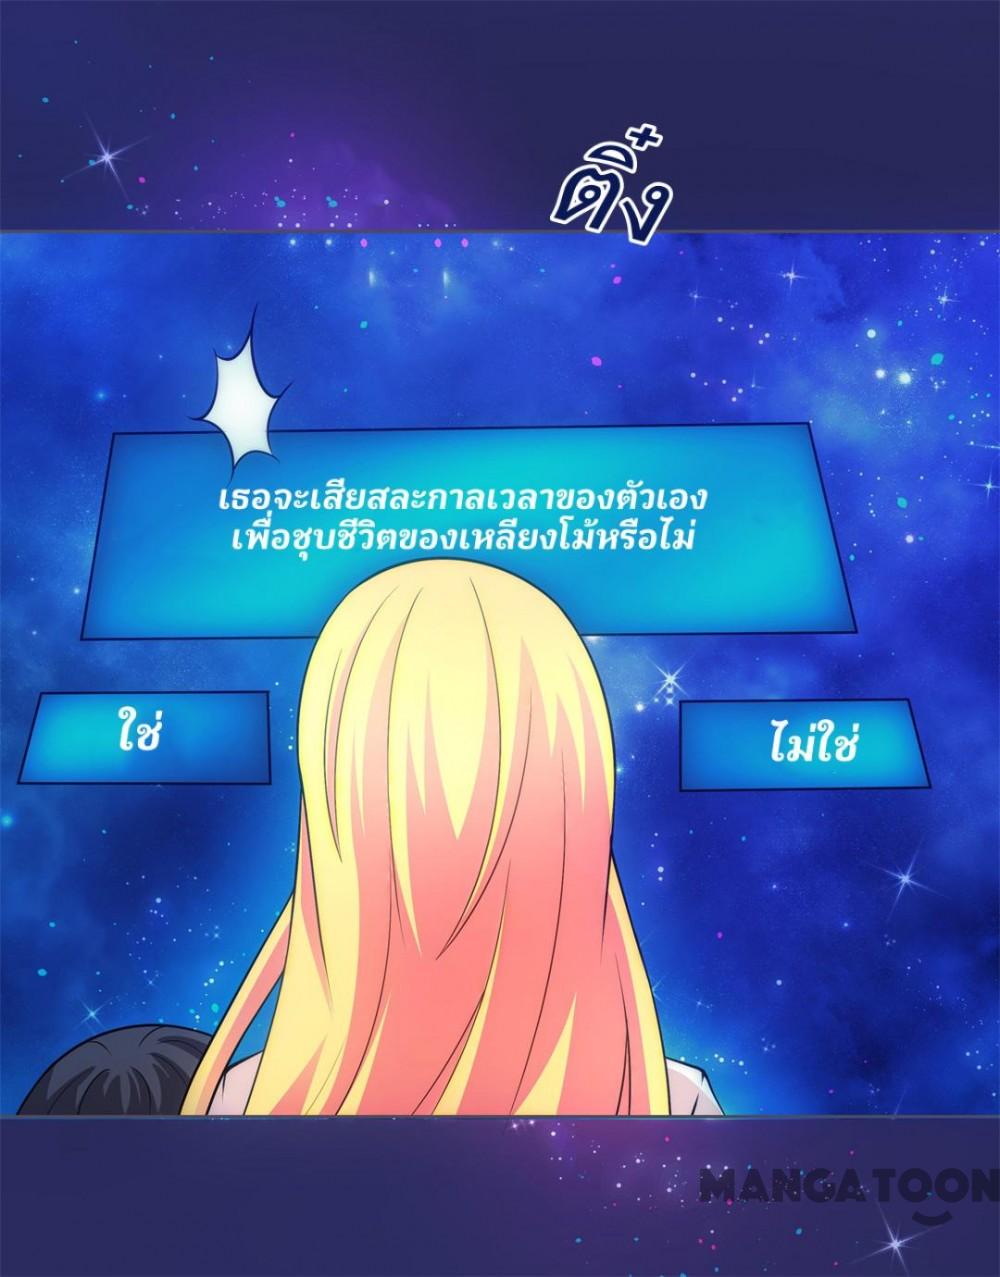 ติ๋ง
เธอจะเสียสละกาลเวลาของตัวเอง
เพื่อชุบชีวิตของเหลียงโม้หรือไม่
ใช่
ไม่ใช่
MANGATOON